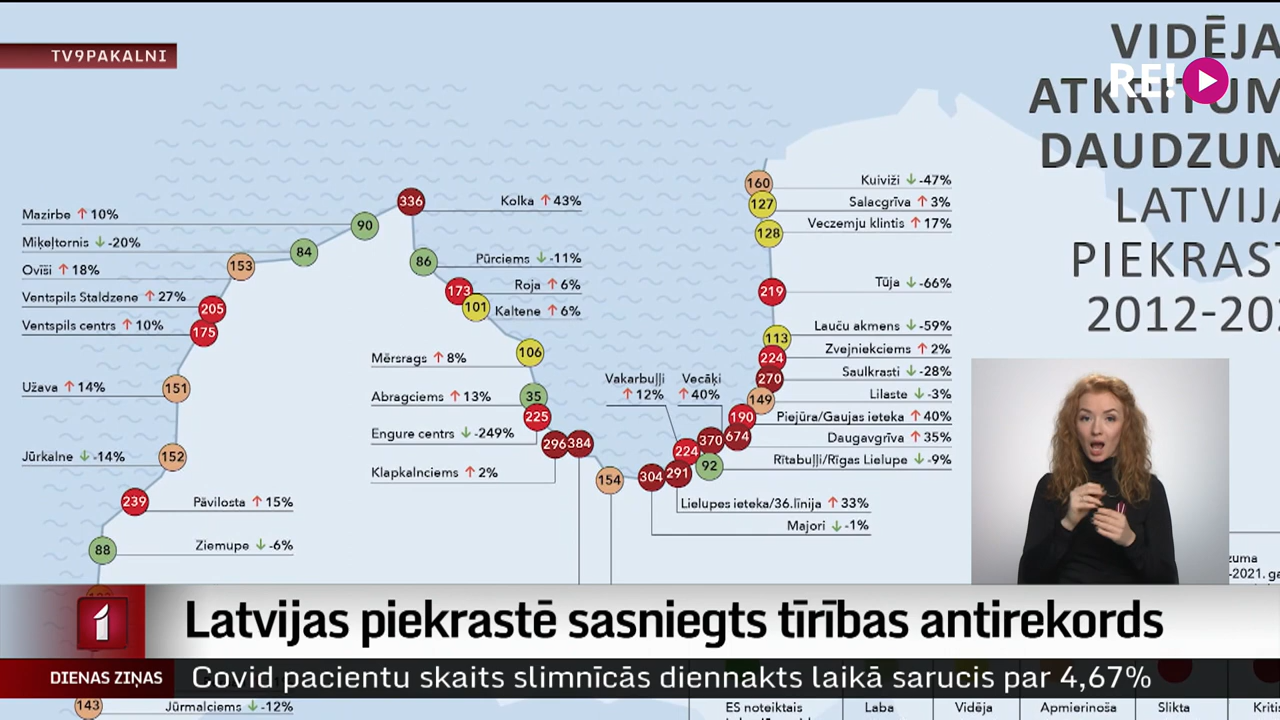 TV9PAKALNI
RE!
VIDĒJA
ATKRITUM
DAUDZUM
LATVIJA
PIEKRAST
2012-20
Mazirbe ↑ 10%
Miķeļtornis ↓ -20%
Ovīši ↑ 18%
Ventspils Staldzene ↑ 27%
Ventspils centrs ↑ 10%
Užava ↑ 14%
Jūrkalne ↓ -14%
Pāvilosta ↑ 15%
Ziemupe ↓ -6%
90
84
153
205
175
151
152
239
88
336
Kolka ↑ 43%
86
Pūrciems ↓ -11%
173
Roja ↑ 6%
101
Kaltene ↑ 6%
106
Mērsrags ↑ 8%
35
Abragciems ↑ 13%
225
Engure centrs ↓ -249%
296
384
Klapkalnciems ↑ 2%
154
304
291
224
92
370
674
190
Vakarbuļļi
↑ 12%
Vecāķi
↑ 40%
160
Kuiviži ↓ -47%
127
Salacgrīva ↑ 3%
128
Veczemju klintis ↑ 17%
219
Tūja ↓ -66%
113
Lauču akmens ↓ -59%
224
Zvejniekciems ↑ 2%
270
Saulkrasti ↓ -28%
149
Lilaste ↓ -3%
Piejūra/Gaujas ieteka ↑ 40%
Daugavgrīva ↑ 35%
Rītabuļļi/Rīgas Lielupe ↓ -9%
Lielupes ieteka/36.līnija ↑ 33%
Majori ↓ -1%
zuma
-2021. ga
1
Latvijas piekrastē sasniegts tīrības antirekords
DIENAS ZIŅAS
Covid pacientu skaits slimnīcās diennakts laikā sarucis par 4,67%
143
Jūrmalciems ↓ -12%
ES noteiktais
Laba
Vidēja
Apmierinoša
Slikta
Kriti